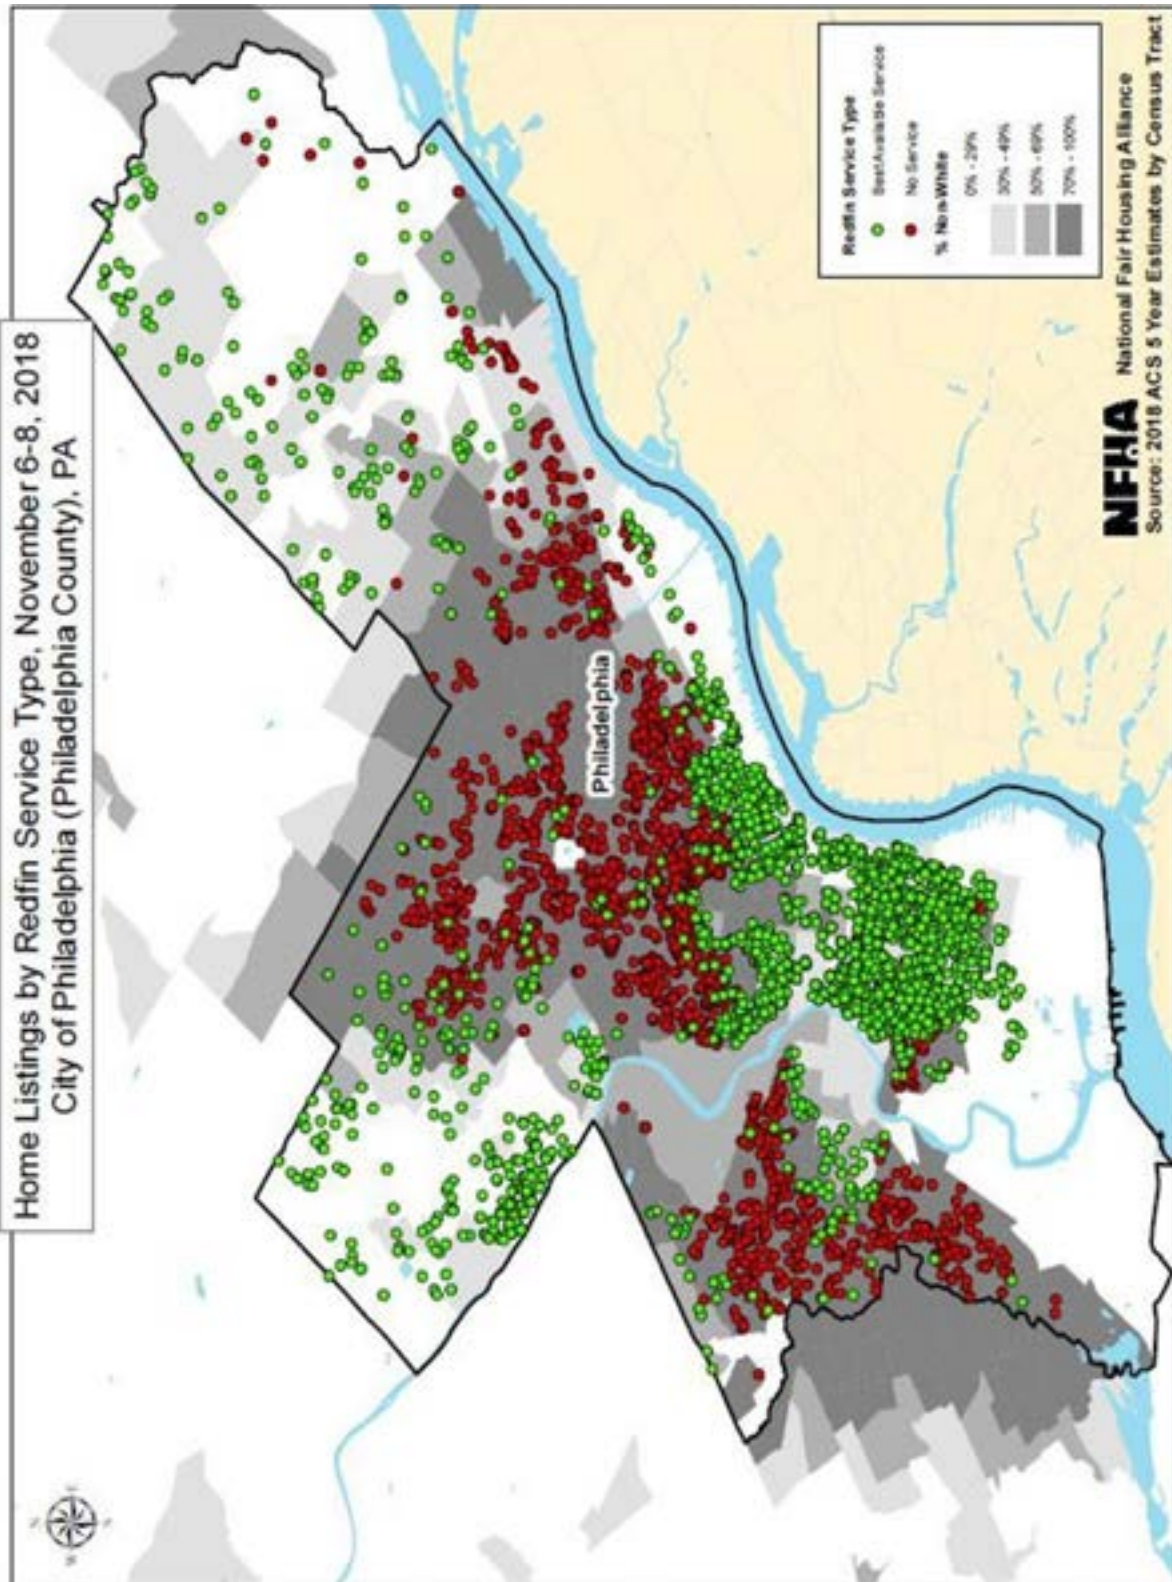 Home Listings by Redfin Service Type, November 6-8, 2018
City of Philadelphia (Philadelphia County), PA
Philadelphia
Redfin Service Type
Best Available Service
No Service
% Non-White
0% - 29%
30% - 49%
50% - 69%
70% - 100%
NFHA National Fair Housing Alliance
Source: 2018 ACS 5 Year Estimates by Census Tract